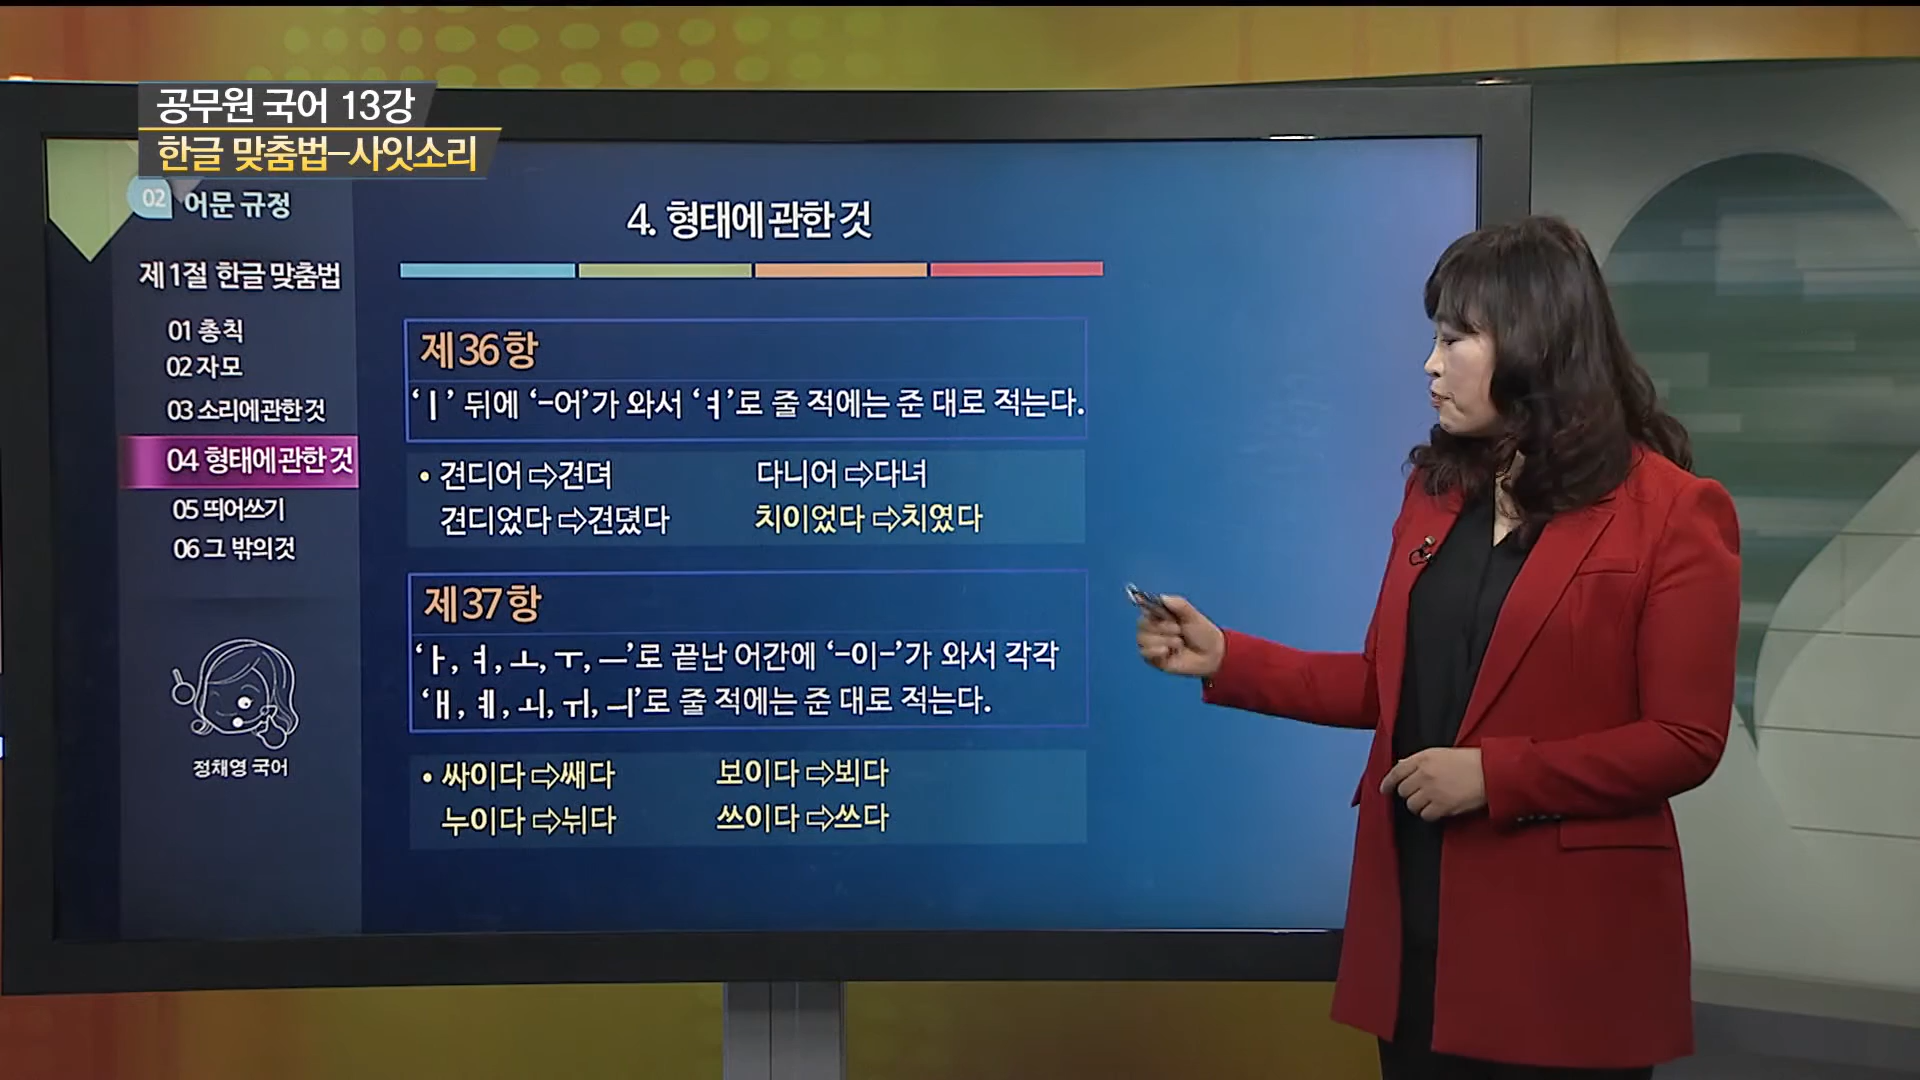 공무원 국어 13강
한글 맞춤법-사잇소리
02 어문 규정
제1절 한글 맞춤법
01 총칙
02 자모
03 소리에 관한 것
04 형태에 관한 것
05 띄어쓰기
06 그 밖의 것
정채영 국어
4. 형태에 관한 것
제36항
‘ㅣ’ 뒤에 ‘-어’가 와서 ‘ㅕ’로 줄 적에는 준 대로 적는다.
• 견디어 ⇨ 견뎌 다니어 ⇨ 다녀
견디었다 ⇨ 견뎠다 치이었다 ⇨ 치였다
제37항
‘ㅏ, ㅕ, ㅗ, ㅜ, ㅡ’로 끝난 어간에 ‘-이-’가 와서 각각
‘ㅐ, ㅖ, ㅚ, ㅟ, ㅢ’로 줄 적에는 준 대로 적는다.
• 싸이다 ⇨ 쌔다 보이다 ⇨ 뵈다
누이다 ⇨ 뉘다 쓰이다 ⇨ 쓰다